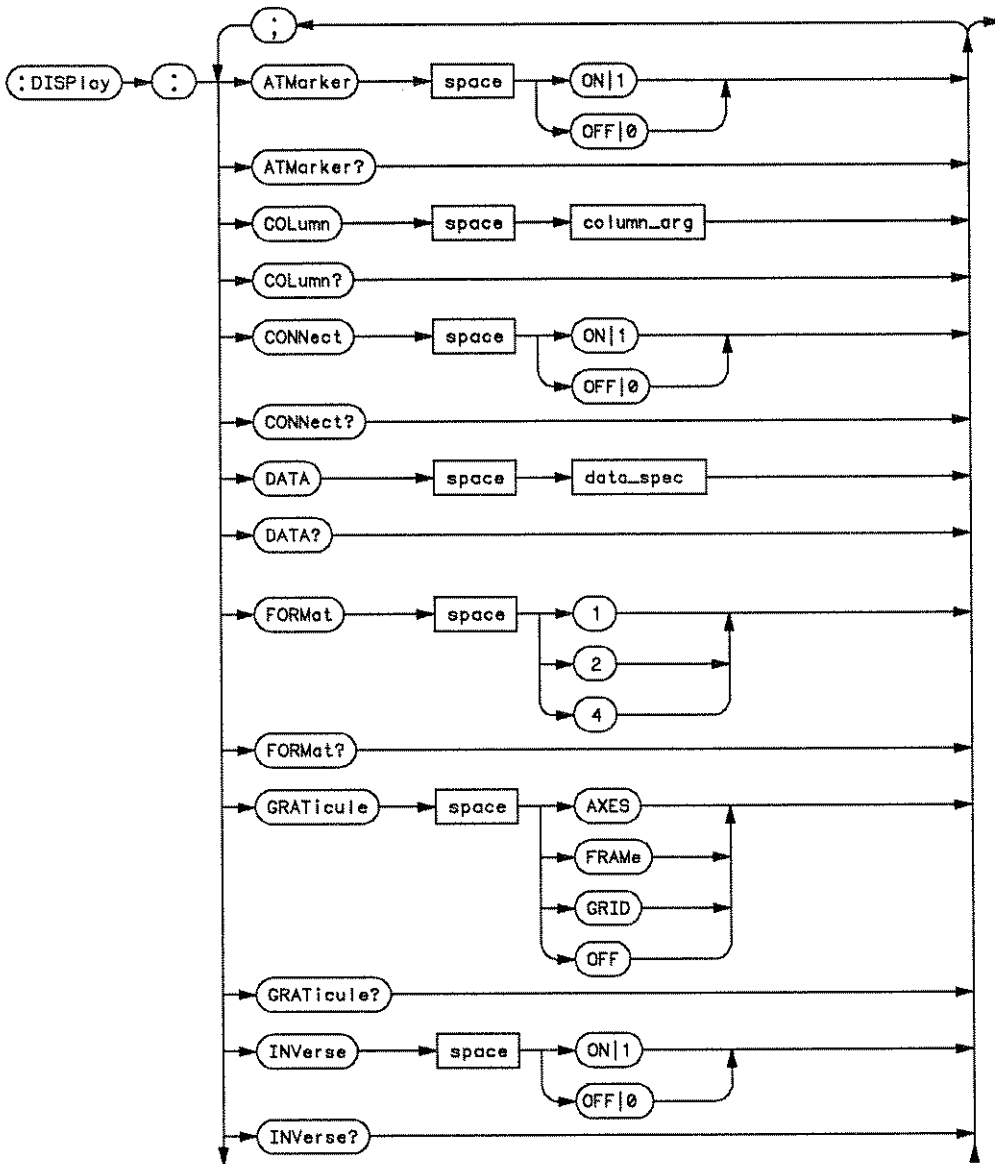 ;
:DISPlay : ATMarker space ON|1
OFF|0
ATMarker?
COLumn space column_arg
COLumn?
CONNect space ON|1
OFF|0
CONNect?
DATA space data_spec
DATA?
FORMat space 1
2
4
FORMat?
GRATicule space AXES
FRAMe
GRID
OFF
GRATicule?
INVerse space ON|1
OFF|0
INVerse?